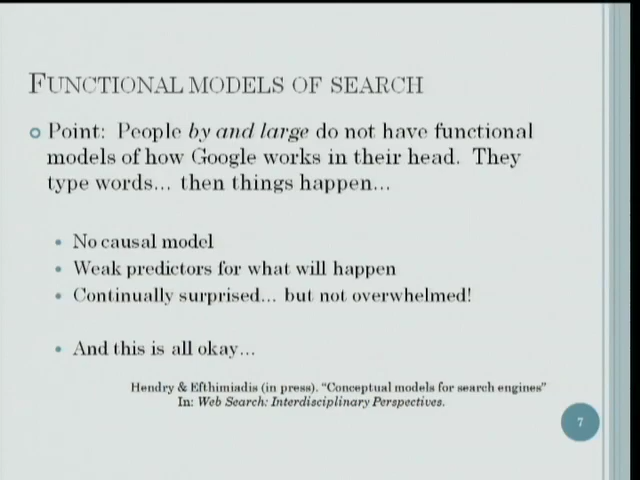 FUNCTIONAL MODELS OF SEARCH
Point: People by and large do not have functional
models of how Google works in their head. They
type words... then things happen...
No causal model
Weak predictors for what will happen
Continually surprised... but not overwhelmed!
And this is all okay...
Hendry & Efthimiadis (in press). "Conceptual models for search engines"
In: Web Search: Interdisciplinary Perspectives.
7